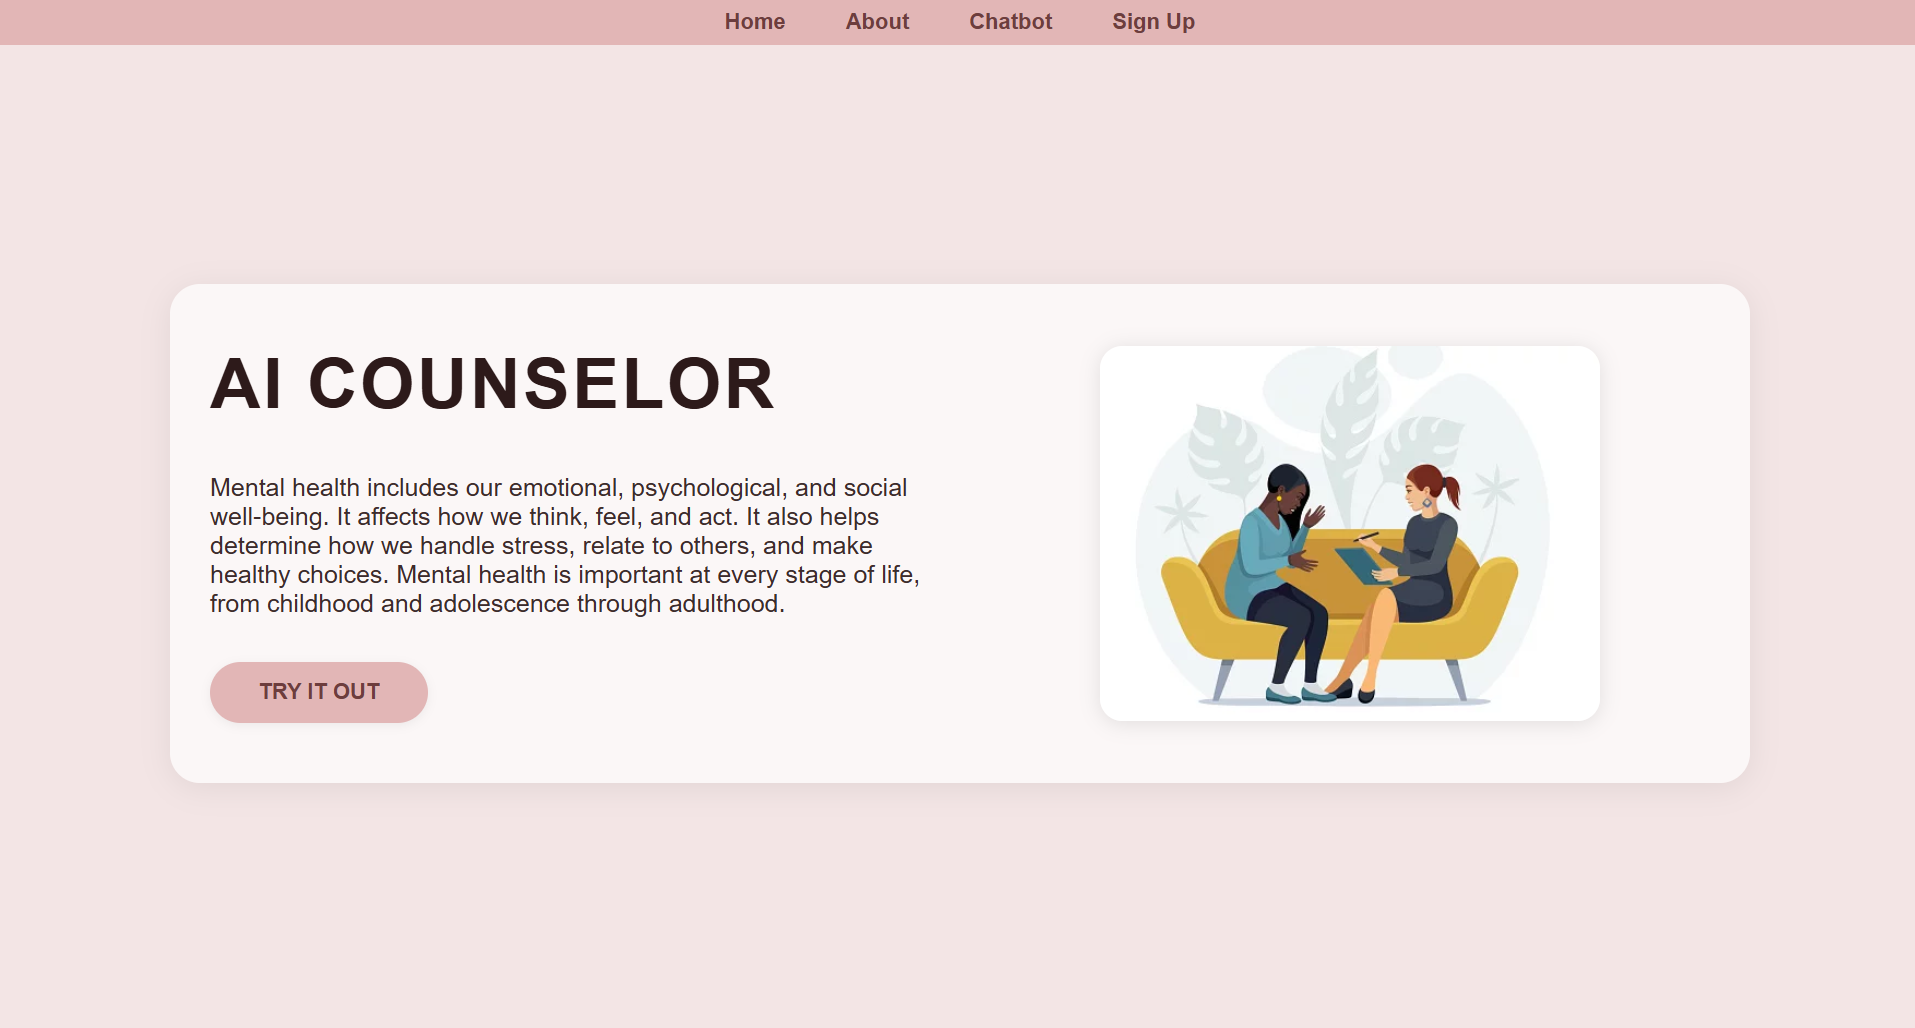 Home About Chatbot Sign Up
AI COUNSELOR
Mental health includes our emotional, psychological, and social
well-being. It affects how we think, feel, and act. It also helps
determine how we handle stress, relate to others, and make
healthy choices. Mental health is important at every stage of life,
from childhood and adolescence through adulthood.
TRY IT OUT